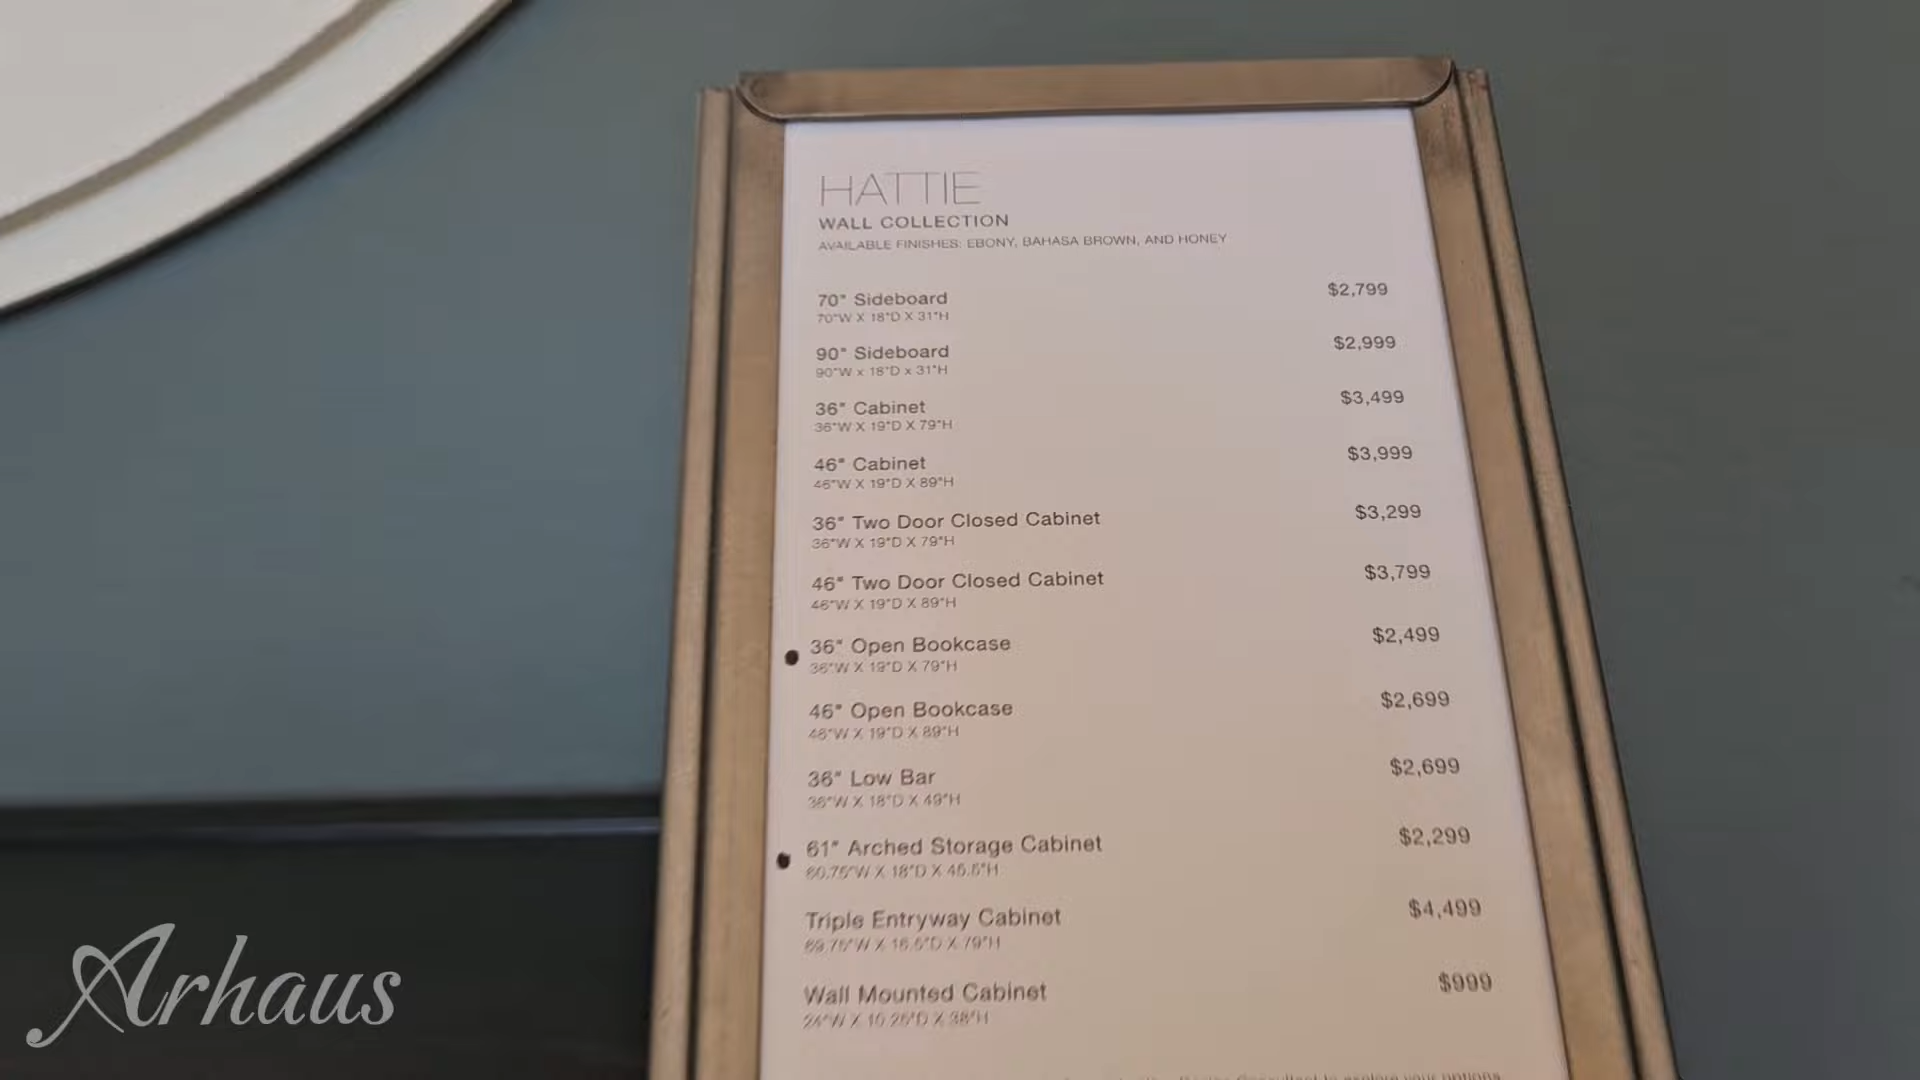 HATTIE
WALL COLLECTION
AVAILABLE FINISHES: EBONY, BAHASA BROWN, AND HONEY
70" Sideboard $2,799
70"W X 18"D X 31"H
90" Sideboard $2,999
90"W x 18"D x 31"H
36" Cabinet $3,499
36"W X 19"D X 79"H
46" Cabinet $3,999
46"W X 19"D X 89"H
36" Two Door Closed Cabinet $3,299
36"W X 19"D X 79"H
46" Two Door Closed Cabinet $3,799
46"W X 19"D X 89"H
36" Open Bookcase $2,499
36"W X 19"D X 79"H
46" Open Bookcase $2,699
46"W X 19"D X 89"H
36" Low Bar $2,699
36"W X 18"D X 49"H
61" Arched Storage Cabinet $2,299
60.75"W X 18"D X 45.5"H
Triple Entryway Cabinet $4,499
69.75"W X 16.5"D X 79"H
Wall Mounted Cabinet $999
24"W X 10.25"D X 38"H
Consultant to explore your options
Arhaus